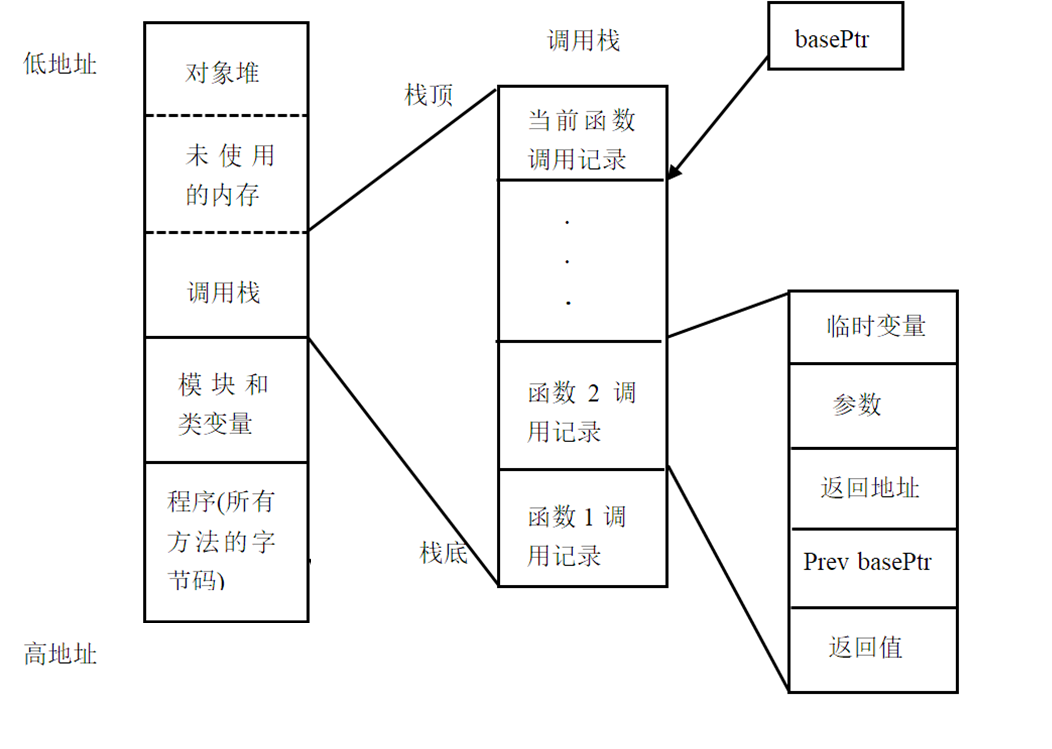 低地址
对象堆
未使用
的内存
调用栈
模块和
类变量
程序(所有
方法的字
节码)
高地址
调用栈
栈顶
当前函数
调用记录
.
.
.
函数 2 调
用记录
函数 1 调
用记录
栈底
basePtr
临时变量
参数
返回地址
Prev basePtr
返回值